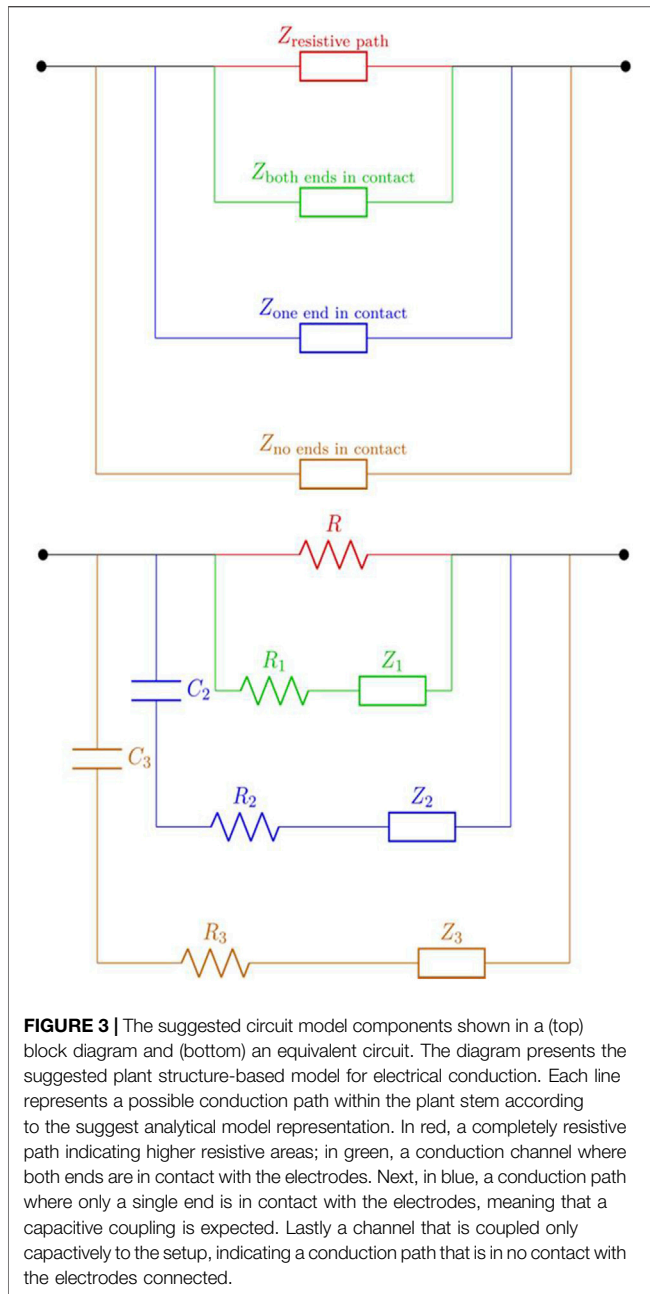 Z_resistive path
Z_both ends in contact
Z_one end in contact
Z_no ends in contact
R
R_1 Z_1
C_2
C_3
R_2 Z_2
R_3 Z_3
FIGURE 3 | The suggested circuit model components shown in a (top)
block diagram and (bottom) an equivalent circuit. The diagram presents the
suggested plant structure-based model for electrical conduction. Each line
represents a possible conduction path within the plant stem according
to the suggest analytical model representation. In red, a completely resistive
path indicating higher resistive areas; in green, a conduction channel where
both ends are in contact with the electrodes. Next, in blue, a conduction path
where only a single end is in contact with the electrodes, meaning that a
capacitive coupling is expected. Lastly a channel that is coupled only
capactively to the setup, indicating a conduction path that is in no contact with
the electrodes connected.